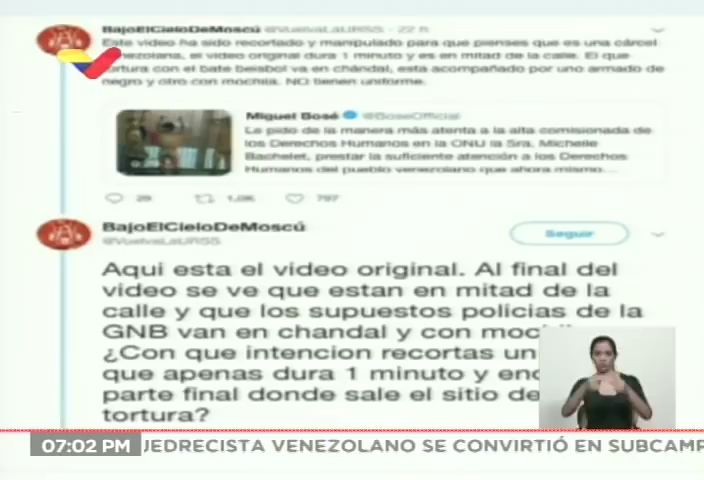 BajoElCieloDeMoscú @VuelvaLaURSS · 22 h
Este video ha sido recortado y manipulado para que pienses que es una cárcel
venezolana, el video original dura 1 minuto y es en mitad de la calle. El que
tortura con el bate beisbol va en chándal, esta acompañado por uno armado de
negro y otro con mochila. NO tienen uniforme.
Miguel Bosé @BoseOfficial
Le pido de la manera más atenta a la alta comisionada de
los Derechos Humanos en la ONU la Sra. Michelle
Bachelet, prestar la suficiente atención a los Derechos
Humanos del pueblo venezolano que ahora mismo...
29
797
BajoElCieloDeMoscú
@VuelvaLaURSS
Seguir
Aqui esta el video original. Al final del
video se ve que estan en mitad de la
calle y que los supuestos policias de la
GNB van en chandal y con
¿Con que intencion recortas un
que apenas dura 1 minuto y
parte final donde sale el sitio de
tortura?
07:02 PM
JEDRECISTA VENEZOLANO SE CONVIRTIÓ EN SUBCAMP